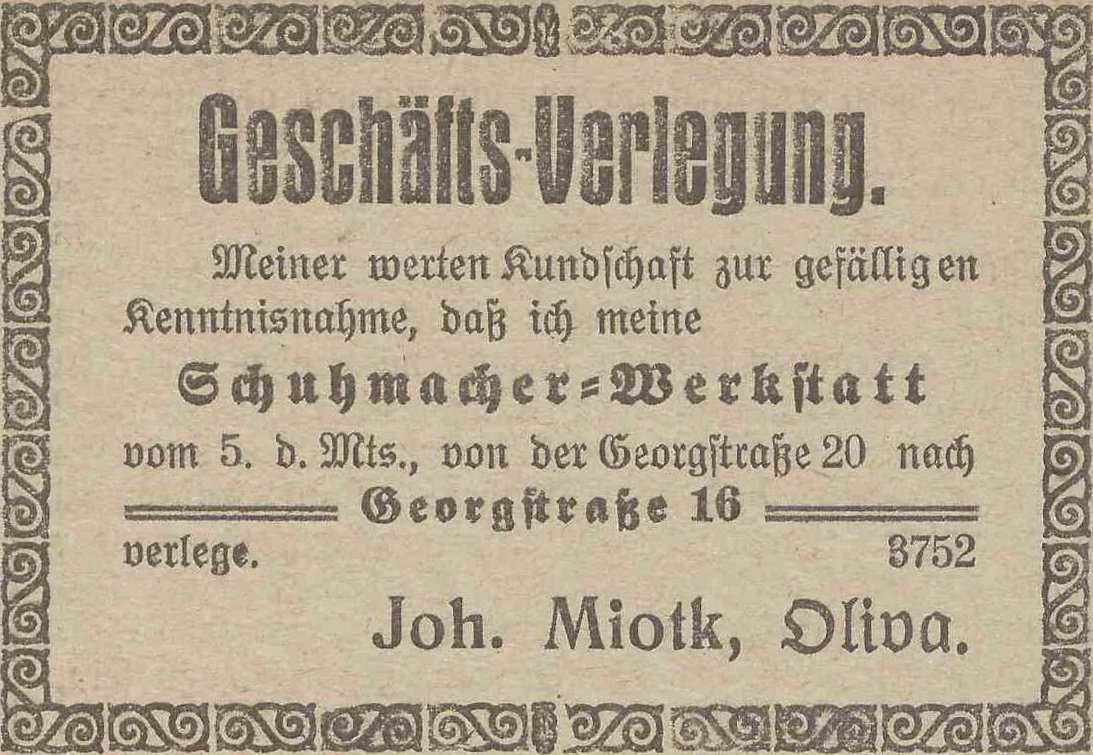 Geschäfts-Verlegung.
Meiner werten Kundschaft zur gefälligen
Kenntnisnahme, daß ich meine
Schuhmacher-Werkstatt
vom 5. d. Mts., von der Georgstraße 20 nach
Georgstraße 16
verlege. 3752
Joh. Miotk, Oliva.